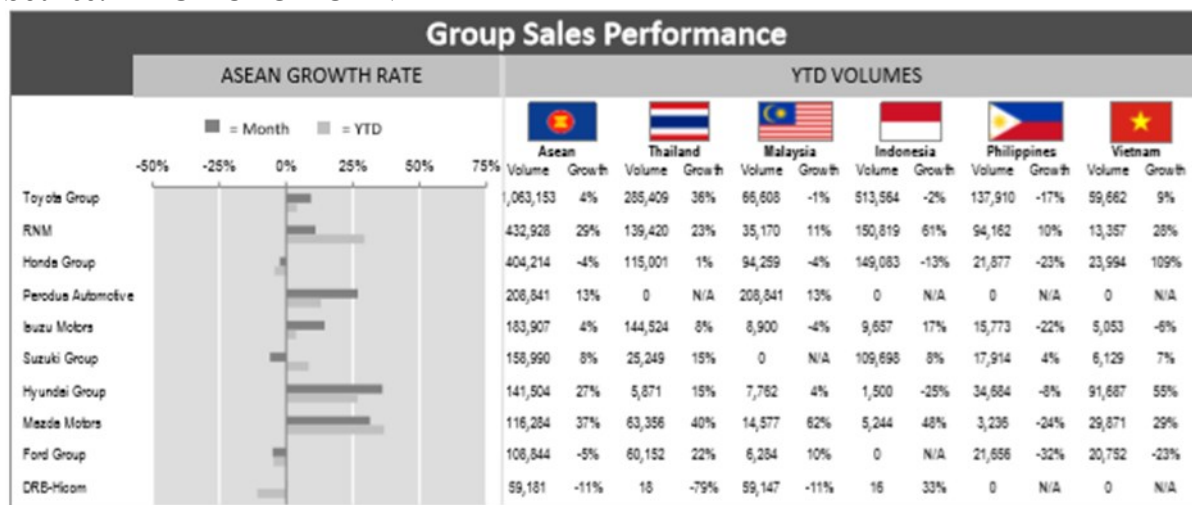 Group Sales Performance
ASEAN GROWTH RATE YTD VOLUMES
= Month = YTD
Asean Thailand Malaysia Indonesia Philippines Vietnam
-50% -25% 0% 25% 50% 75% Volume Growth Volume Growth Volume Growth Volume Growth Volume Growth Volume Growth
Toyota Group 1,063,153 4% 285,409 36% 66,608 -1% 513,564 -2% 137,910 -17% 59,662 9%
RNM 432,928 29% 139,420 23% 35,170 11% 150,819 61% 94,162 10% 13,357 28%
Honda Group 404,214 -4% 115,001 1% 94,259 -4% 149,083 -13% 21,877 -23% 23,994 109%
Perodua Automotive 208,841 13% 0 N/A 208,841 13% 0 N/A 0 N/A 0 N/A
Isuzu Motors 183,907 4% 144,524 8% 8,900 -4% 9,657 17% 15,773 -22% 5,053 -6%
Suzuki Group 158,990 8% 25,249 15% 0 N/A 109,698 8% 17,914 4% 6,129 7%
Hyundai Group 141,504 27% 5,871 15% 7,762 4% 1,500 -25% 34,684 -8% 91,687 55%
Mazda Motors 116,284 37% 63,356 40% 14,577 62% 5,244 48% 3,236 -24% 29,871 29%
Ford Group 108,844 -5% 60,152 22% 6,284 10% 0 N/A 21,656 -32% 20,752 -23%
DRB-Hicom 59,181 -11% 18 -79% 59,147 -11% 16 33% 0 N/A 0 N/A